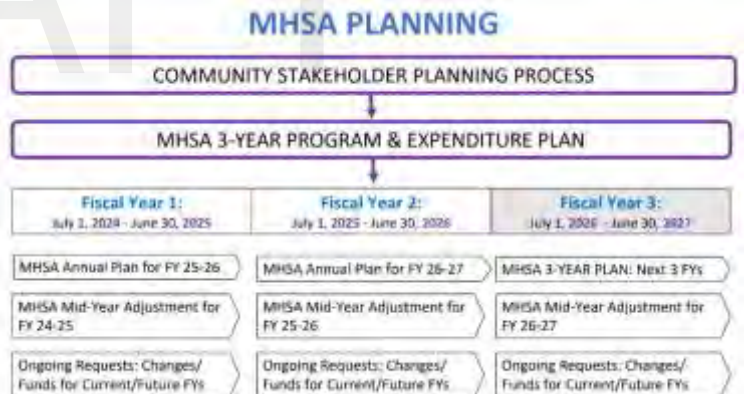 MHSA PLANNING
COMMUNITY STAKEHOLDER PLANNING PROCESS
MHSA 3-YEAR PROGRAM & EXPENDITURE PLAN
Fiscal Year 1:
July 1, 2024 - June 30, 2025
Fiscal Year 2:
July 1, 2025 - June 30, 2026
Fiscal Year 3:
July 1, 2026 - June 30, 2027
MHSA Annual Plan for FY 25-26
MHSA Annual Plan for FY 26-27
MHSA 3-YEAR PLAN: Next 3 FYs
MHSA Mid-Year Adjustment for
FY 24-25
MHSA Mid-Year Adjustment for
FY 25-26
MHSA Mid-Year Adjustment for
FY 26-27
Ongoing Requests: Changes/
Funds for Current/Future FYs
Ongoing Requests: Changes/
Funds for Current/Future FYs
Ongoing Requests: Changes/
Funds for Current/Future FYs